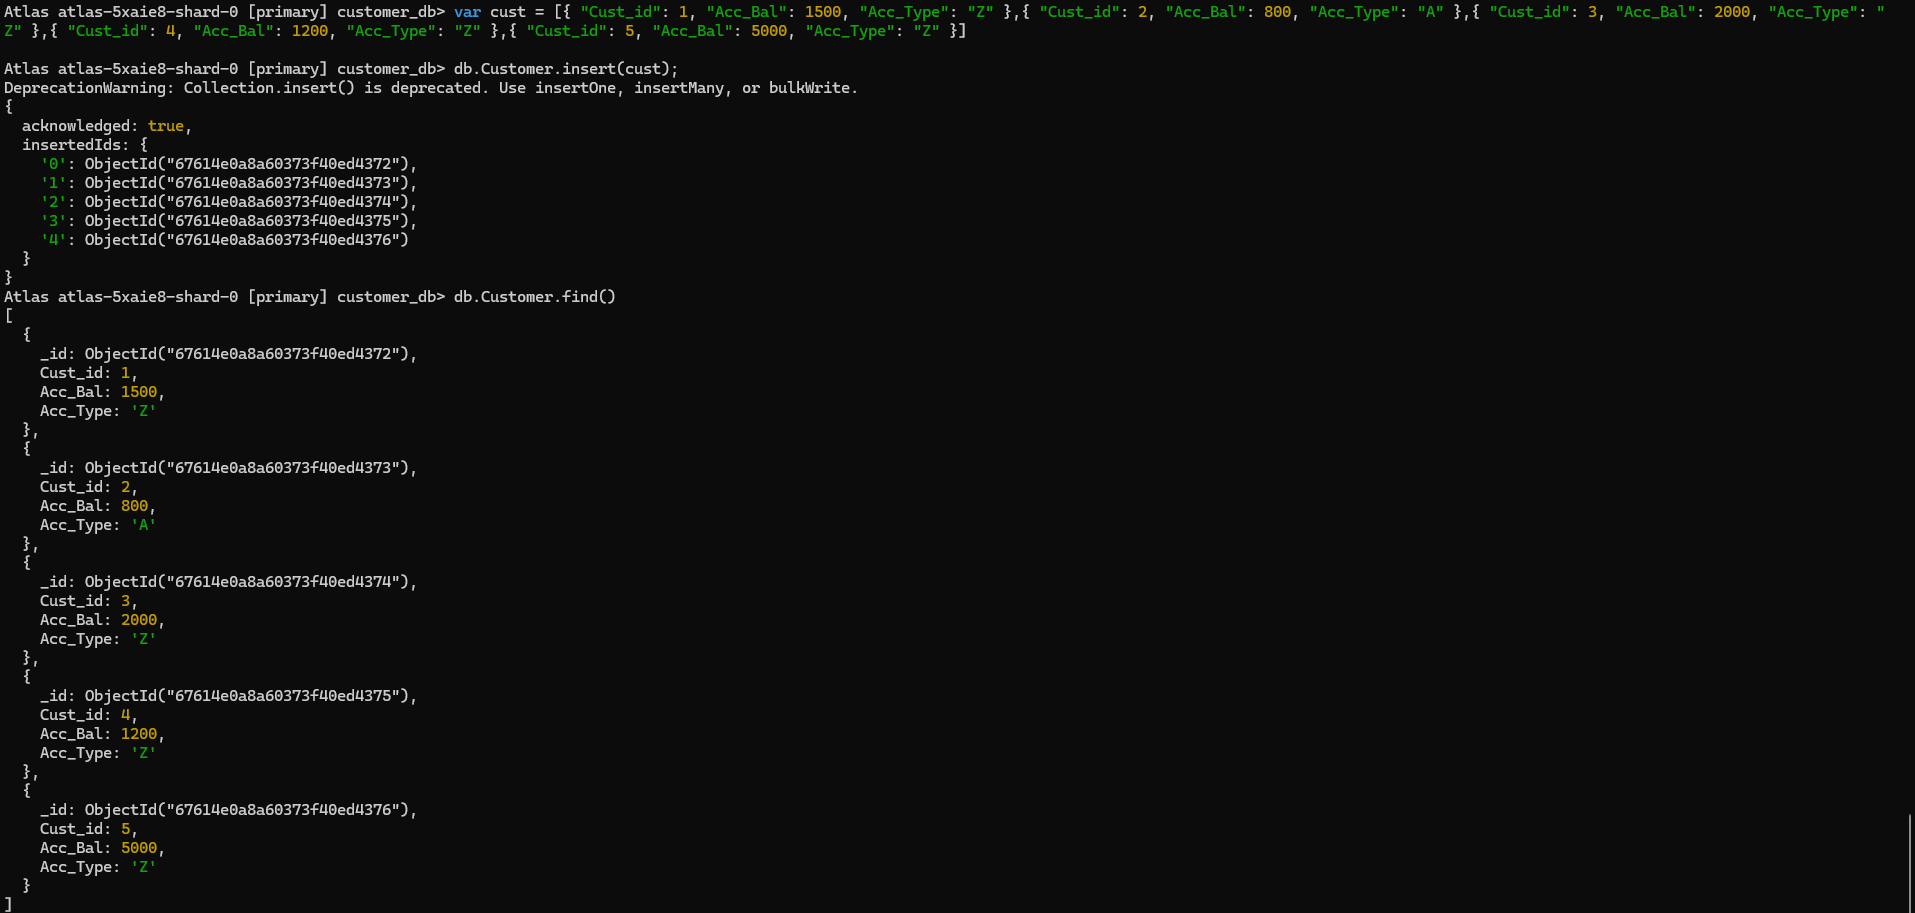 Atlas atlas-5xaie8-shard-0 [primary] customer_db> var cust = [{ "Cust_id": 1, "Acc_Bal": 1500, "Acc_Type": "Z" },{ "Cust_id": 2, "Acc_Bal": 800, "Acc_Type": "A" },{ "Cust_id": 3, "Acc_Bal": 2000, "Acc_Type": "
Z" },{ "Cust_id": 4, "Acc_Bal": 1200, "Acc_Type": "Z" },{ "Cust_id": 5, "Acc_Bal": 5000, "Acc_Type": "Z" }]
Atlas atlas-5xaie8-shard-0 [primary] customer_db> db.Customer.insert(cust);
DeprecationWarning: Collection.insert() is deprecated. Use insertOne, insertMany, or bulkWrite.
{
  acknowledged: true,
  insertedIds: {
    '0': ObjectId("67614e0a8a60373f40ed4372"),
    '1': ObjectId("67614e0a8a60373f40ed4373"),
    '2': ObjectId("67614e0a8a60373f40ed4374"),
    '3': ObjectId("67614e0a8a60373f40ed4375"),
    '4': ObjectId("67614e0a8a60373f40ed4376")
  }
}
Atlas atlas-5xaie8-shard-0 [primary] customer_db> db.Customer.find()
[
  {
    _id: ObjectId("67614e0a8a60373f40ed4372"),
    Cust_id: 1,
    Acc_Bal: 1500,
    Acc_Type: 'Z'
  },
  {
    _id: ObjectId("67614e0a8a60373f40ed4373"),
    Cust_id: 2,
    Acc_Bal: 800,
    Acc_Type: 'A'
  },
  {
    _id: ObjectId("67614e0a8a60373f40ed4374"),
    Cust_id: 3,
    Acc_Bal: 2000,
    Acc_Type: 'Z'
  },
  {
    _id: ObjectId("67614e0a8a60373f40ed4375"),
    Cust_id: 4,
    Acc_Bal: 1200,
    Acc_Type: 'Z'
  },
  {
    _id: ObjectId("67614e0a8a60373f40ed4376"),
    Cust_id: 5,
    Acc_Bal: 5000,
    Acc_Type: 'Z'
  }
]